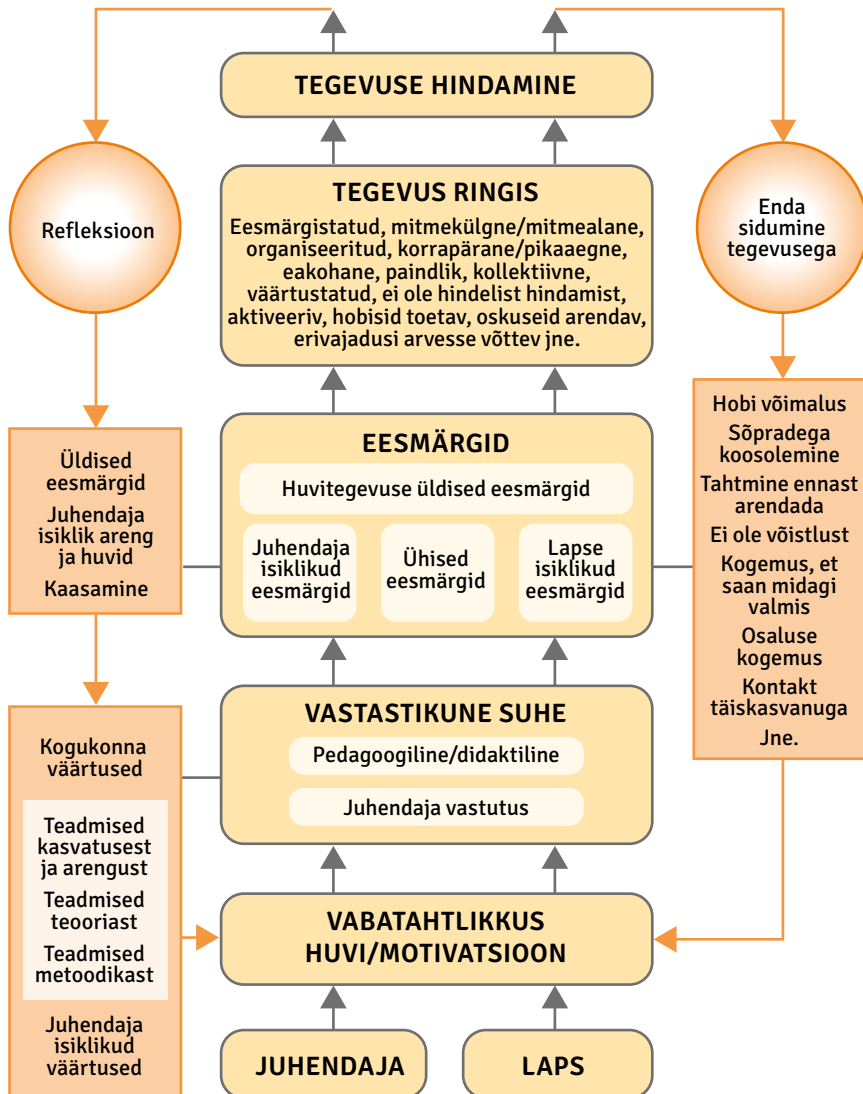 TEGEVUSE HINDAMINE
Refleksioon
TEGEVUS RINGIS
Eesmärgistatud, mitmekülgne/mitmealane,
organiseeritud, korrapärane/pikaaegne,
eakohane, paindlik, kollektiivne,
väärtustatud, ei ole hindelist hindamist,
aktiveeriv, hobisid toetav, oskuseid arendav,
erivajadusi arvesse võttev jne.
Enda
sidumine
tegevusega
Üldised
eesmärgid
Juhendaja
isiklik areng
ja huvid
Kaasamine
EESMÄRGID
Huvitegevuse üldised eesmärgid
Juhendaja
isiklikud
eesmärgid
Ühised
eesmärgid
Lapse
isiklikud
eesmärgid
Hobi võimalus
Sõpradega
koosolemine
Tahtmine ennast
arendada
Ei ole võistlust
Kogemus, et
saan midagi
valmis
Osaluse
kogemus
Kontakt
täiskasvanuga
Jne.
Kogukonna
väärtused
Teadmised
kasvatusest
ja arengust
Teadmised
teooriast
Teadmised
metoodikast
Juhendaja
isiklikud
väärtused
VASTASTIKUNE SUHE
Pedagoogiline/didaktiline
Juhendaja vastutus
VABATAHTLIKKUS
HUVI/MOTIVATSIOON
JUHENDAJA
LAPS